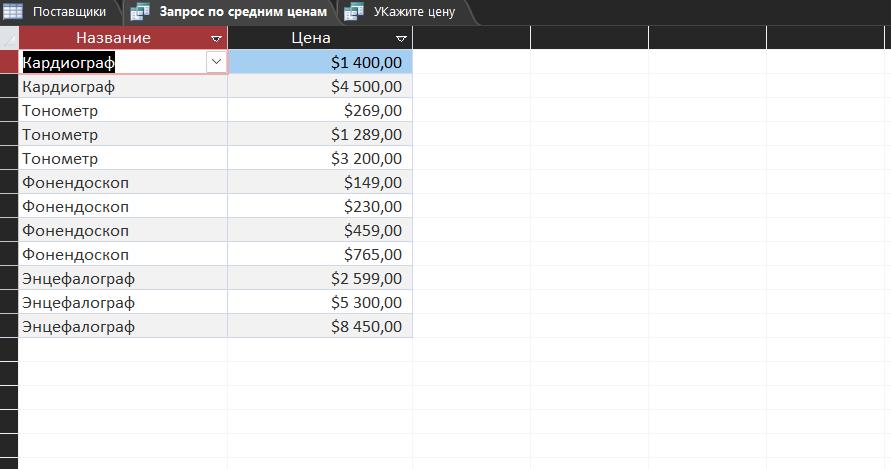 Поставщики Запрос по средним ценам УКажите цену
Название Цена
Кардиограф $1 400,00
Кардиограф $4 500,00
Тонометр $269,00
Тонометр $1 289,00
Тонометр $3 200,00
Фонендоскоп $149,00
Фонендоскоп $230,00
Фонендоскоп $459,00
Фонендоскоп $765,00
Энцефалограф $2 599,00
Энцефалограф $5 300,00
Энцефалограф $8 450,00